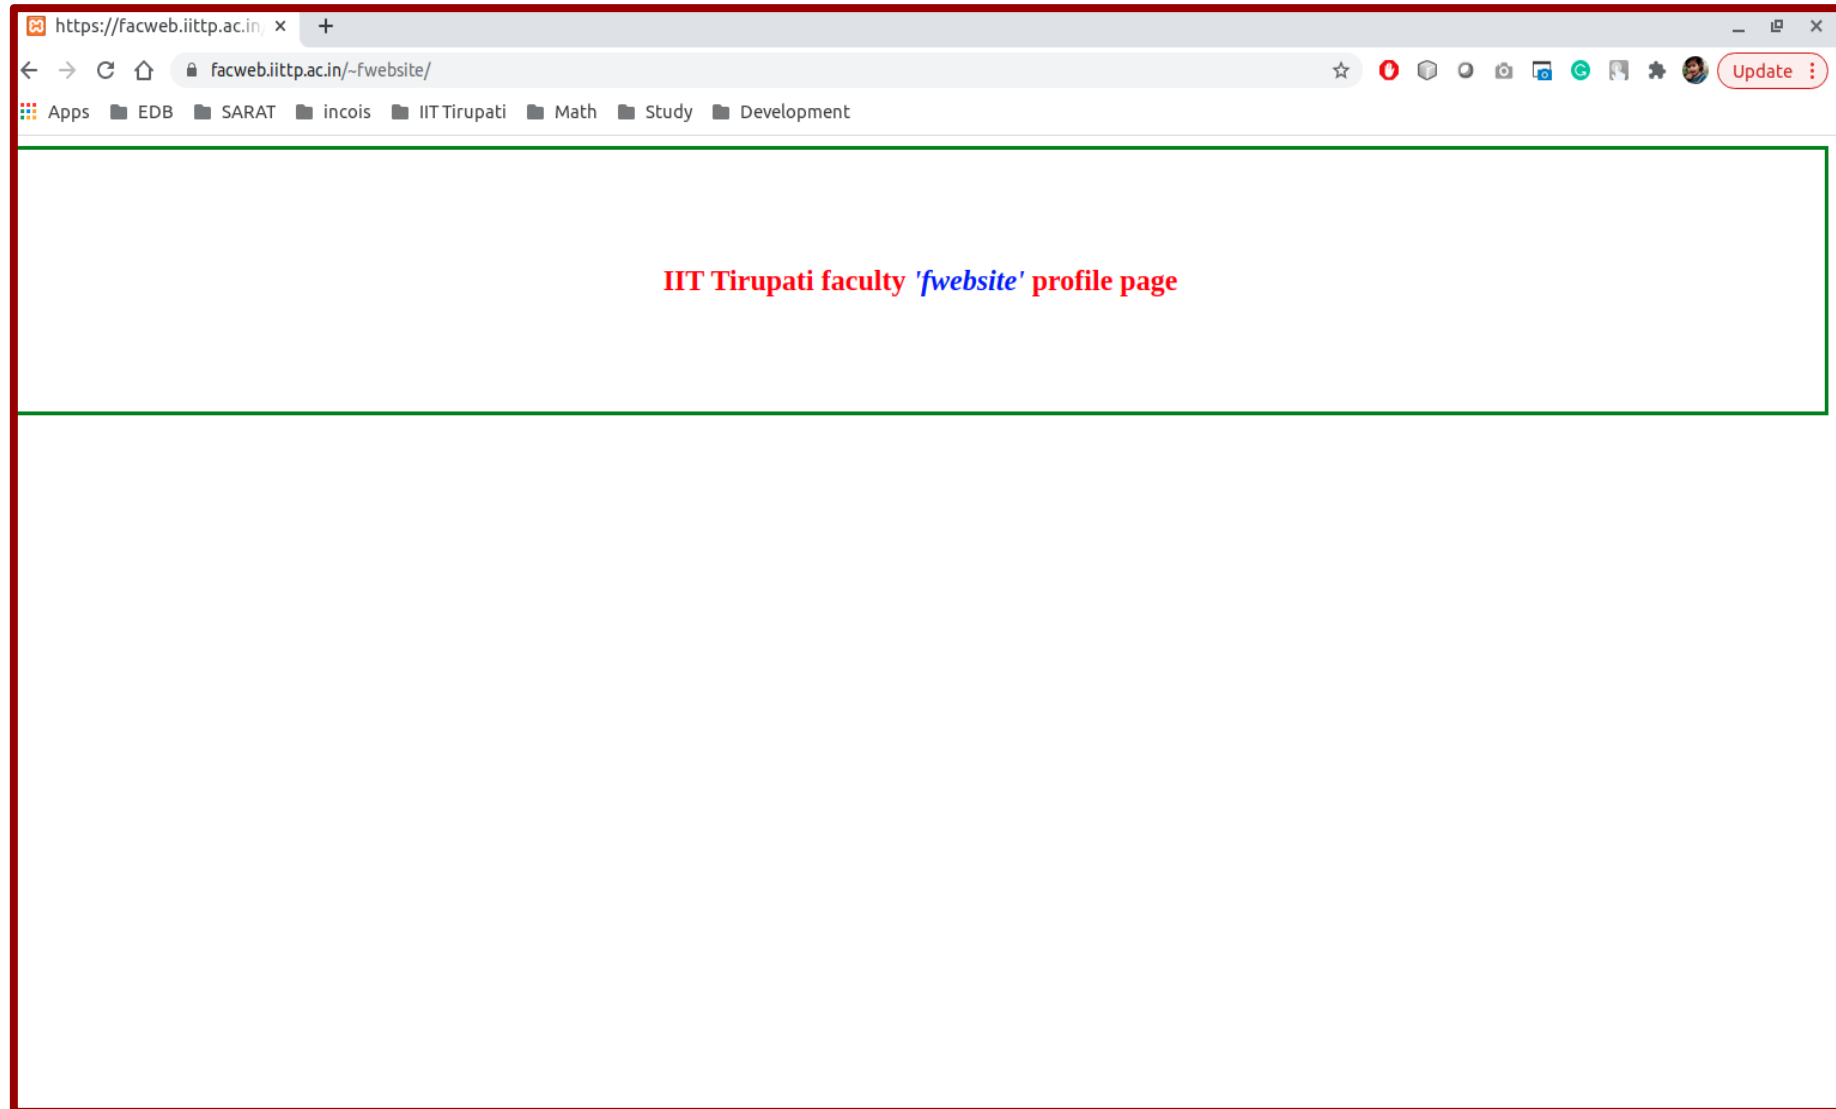 https://facweb.iittp.ac.in/
facweb.iittp.ac.in/~fwebsite/
Update
Apps EDB SARAT incois IIT Tirupati Math Study Development
IIT Tirupati faculty 'fwebsite' profile page